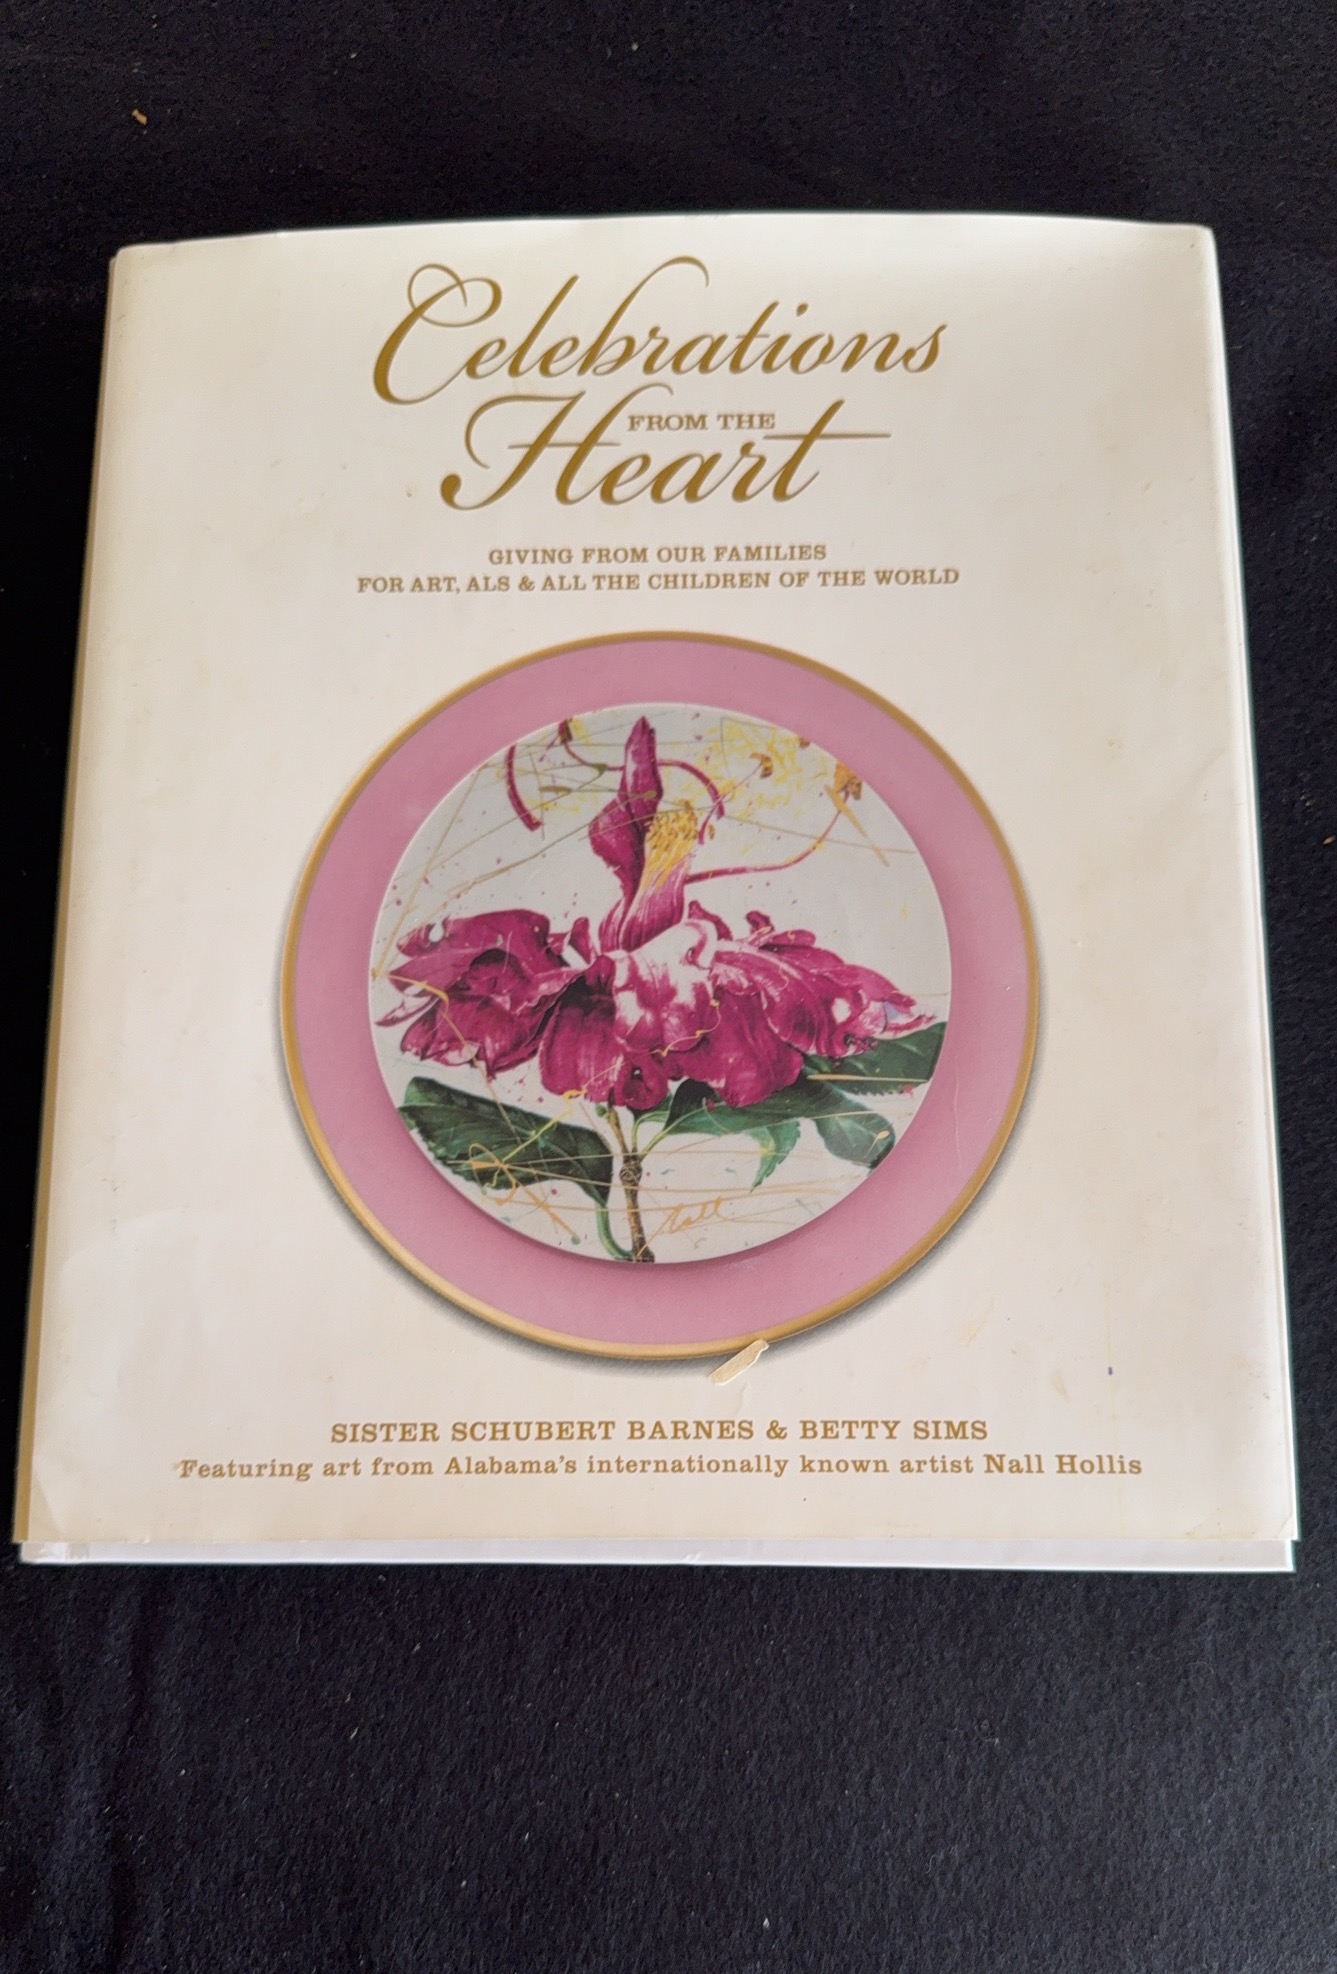 Celebrations
FROM THE
Heart
GIVING FROM OUR FAMILIES
FOR ART, ALS & ALL THE CHILDREN OF THE WORLD
Nall
SISTER SCHUBERT BARNES & BETTY SIMS
Featuring art from Alabama's internationally known artist Nall Hollis